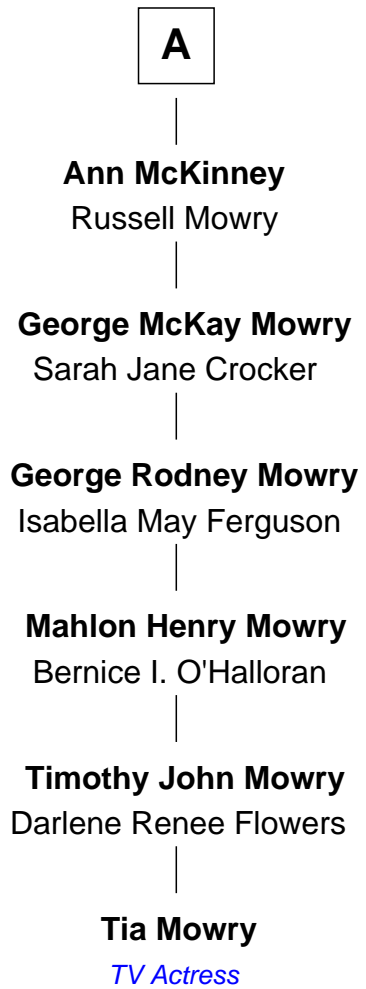 A
Ann McKinney
Russell Mowry
George McKay Mowry
Sarah Jane Crocker
George Rodney Mowry
Isabella May Ferguson
Mahlon Henry Mowry
Bernice I. O'Halloran
Timothy John Mowry
Darlene Renee Flowers
Tia Mowry
TV Actress